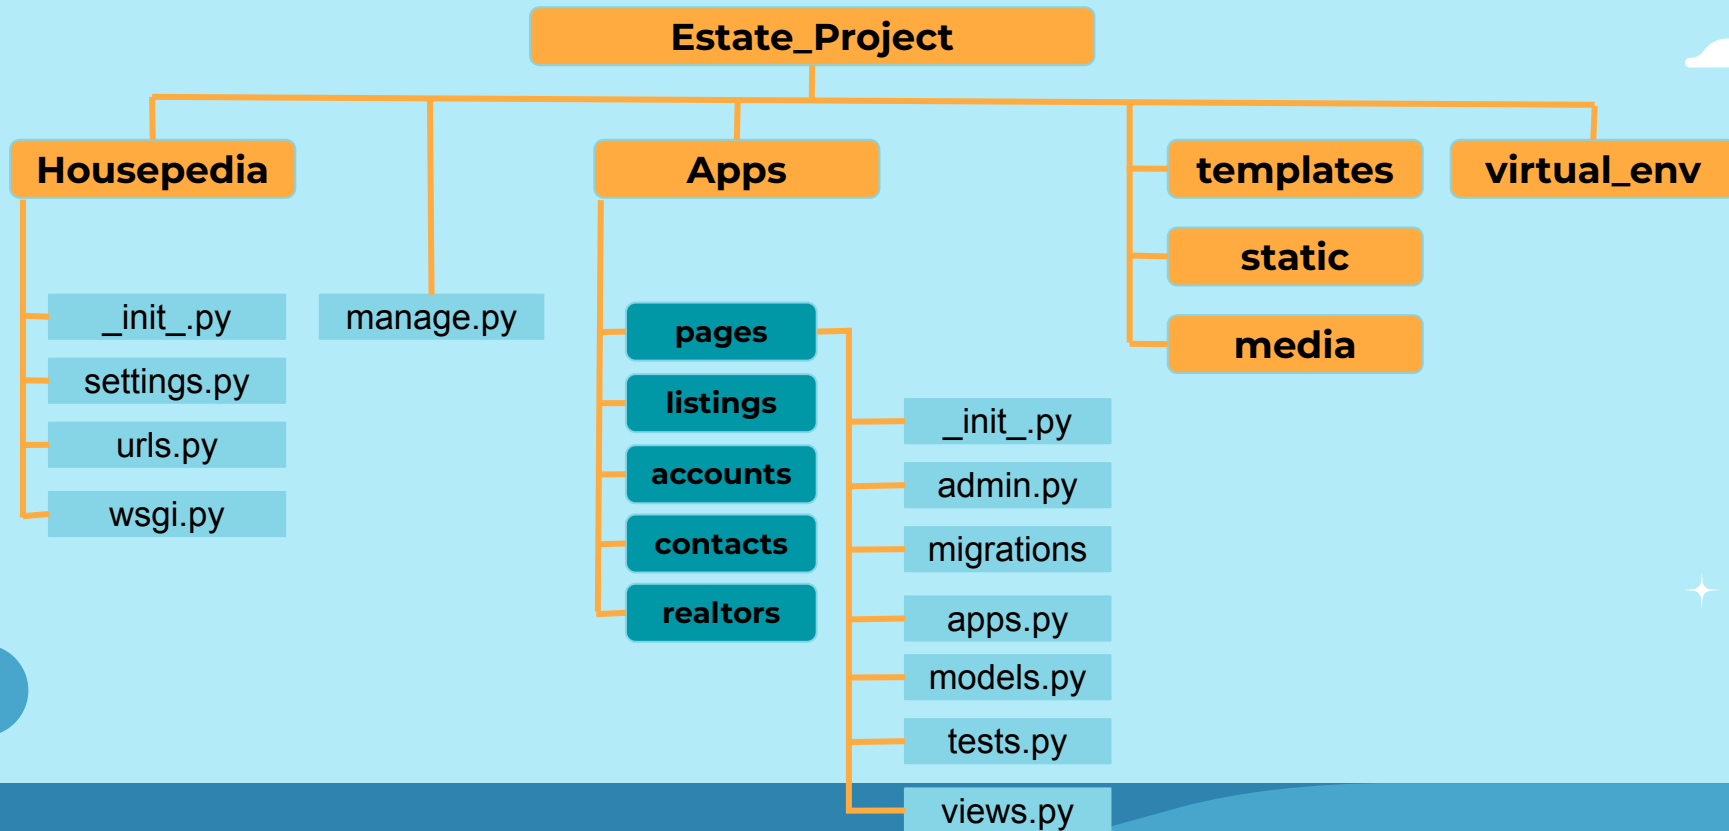 Estate_Project
Housepedia
Apps
templates
virtual_env
static
media
_init_.py
settings.py
urls.py
wsgi.py
manage.py
pages
listings
accounts
contacts
realtors
_init_.py
admin.py
migrations
apps.py
models.py
tests.py
views.py